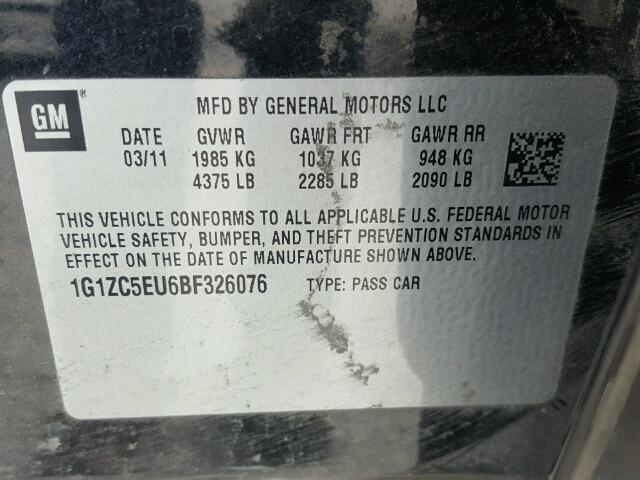 GM ®
MFD BY GENERAL MOTORS LLC
DATE GVWR GAWR FRT GAWR RR
03/11 1985 KG 1037 KG 948 KG
4375 LB 2285 LB 2090 LB
THIS VEHICLE CONFORMS TO ALL APPLICABLE U.S. FEDERAL MOTOR
VEHICLE SAFETY, BUMPER, AND THEFT PREVENTION STANDARDS IN
EFFECT ON THE DATE OF MANUFACTURE SHOWN ABOVE.
1G1ZC5EU6BF326076 TYPE: PASS CAR